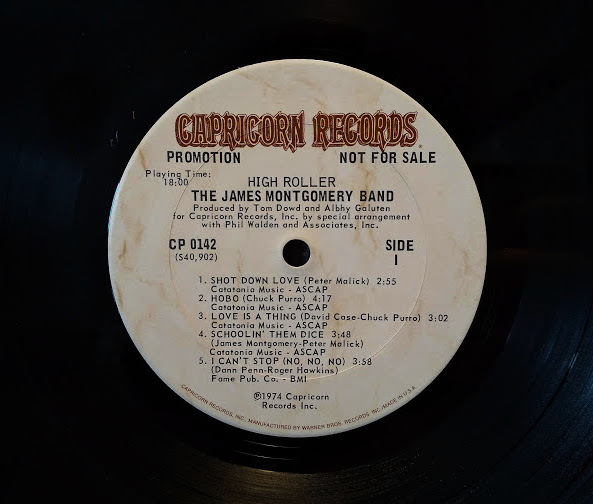 CAPRICORN RECORDS®
PROMOTION NOT FOR SALE
Playing Time:
18:00
HIGH ROLLER
THE JAMES MONTGOMERY BAND
Produced by Tom Dowd and Albhy Galuten
for Capricorn Records, Inc. by special arrangement
with Phil Walden and Associates, Inc.
CP 0142 SIDE
(S40,902) I
1. SHOT DOWN LOVE (Peter Malick) 2:55
Catatonia Music - ASCAP
2. HOBO (Chuck Purro) 4:17
Catatonia Music - ASCAP
3. LOVE IS A THING (David Case-Chuck Purro) 3:02
Catatonia Music - ASCAP
4. SCHOOLIN' THEM DICE 3:48
(James Montgomery-Peter Malick)
Catatonia Music - ASCAP
5. I CAN'T STOP (NO, NO, NO) 3:58
(Dann Penn-Roger Hawkins)
Fame Pub. Co. - BMI
℗1974 Capricorn
Records Inc.
CAPRICORN RECORDS, INC., MANUFACTURED BY WARNER BROS. RECORDS INC. MADE IN U.S.A.